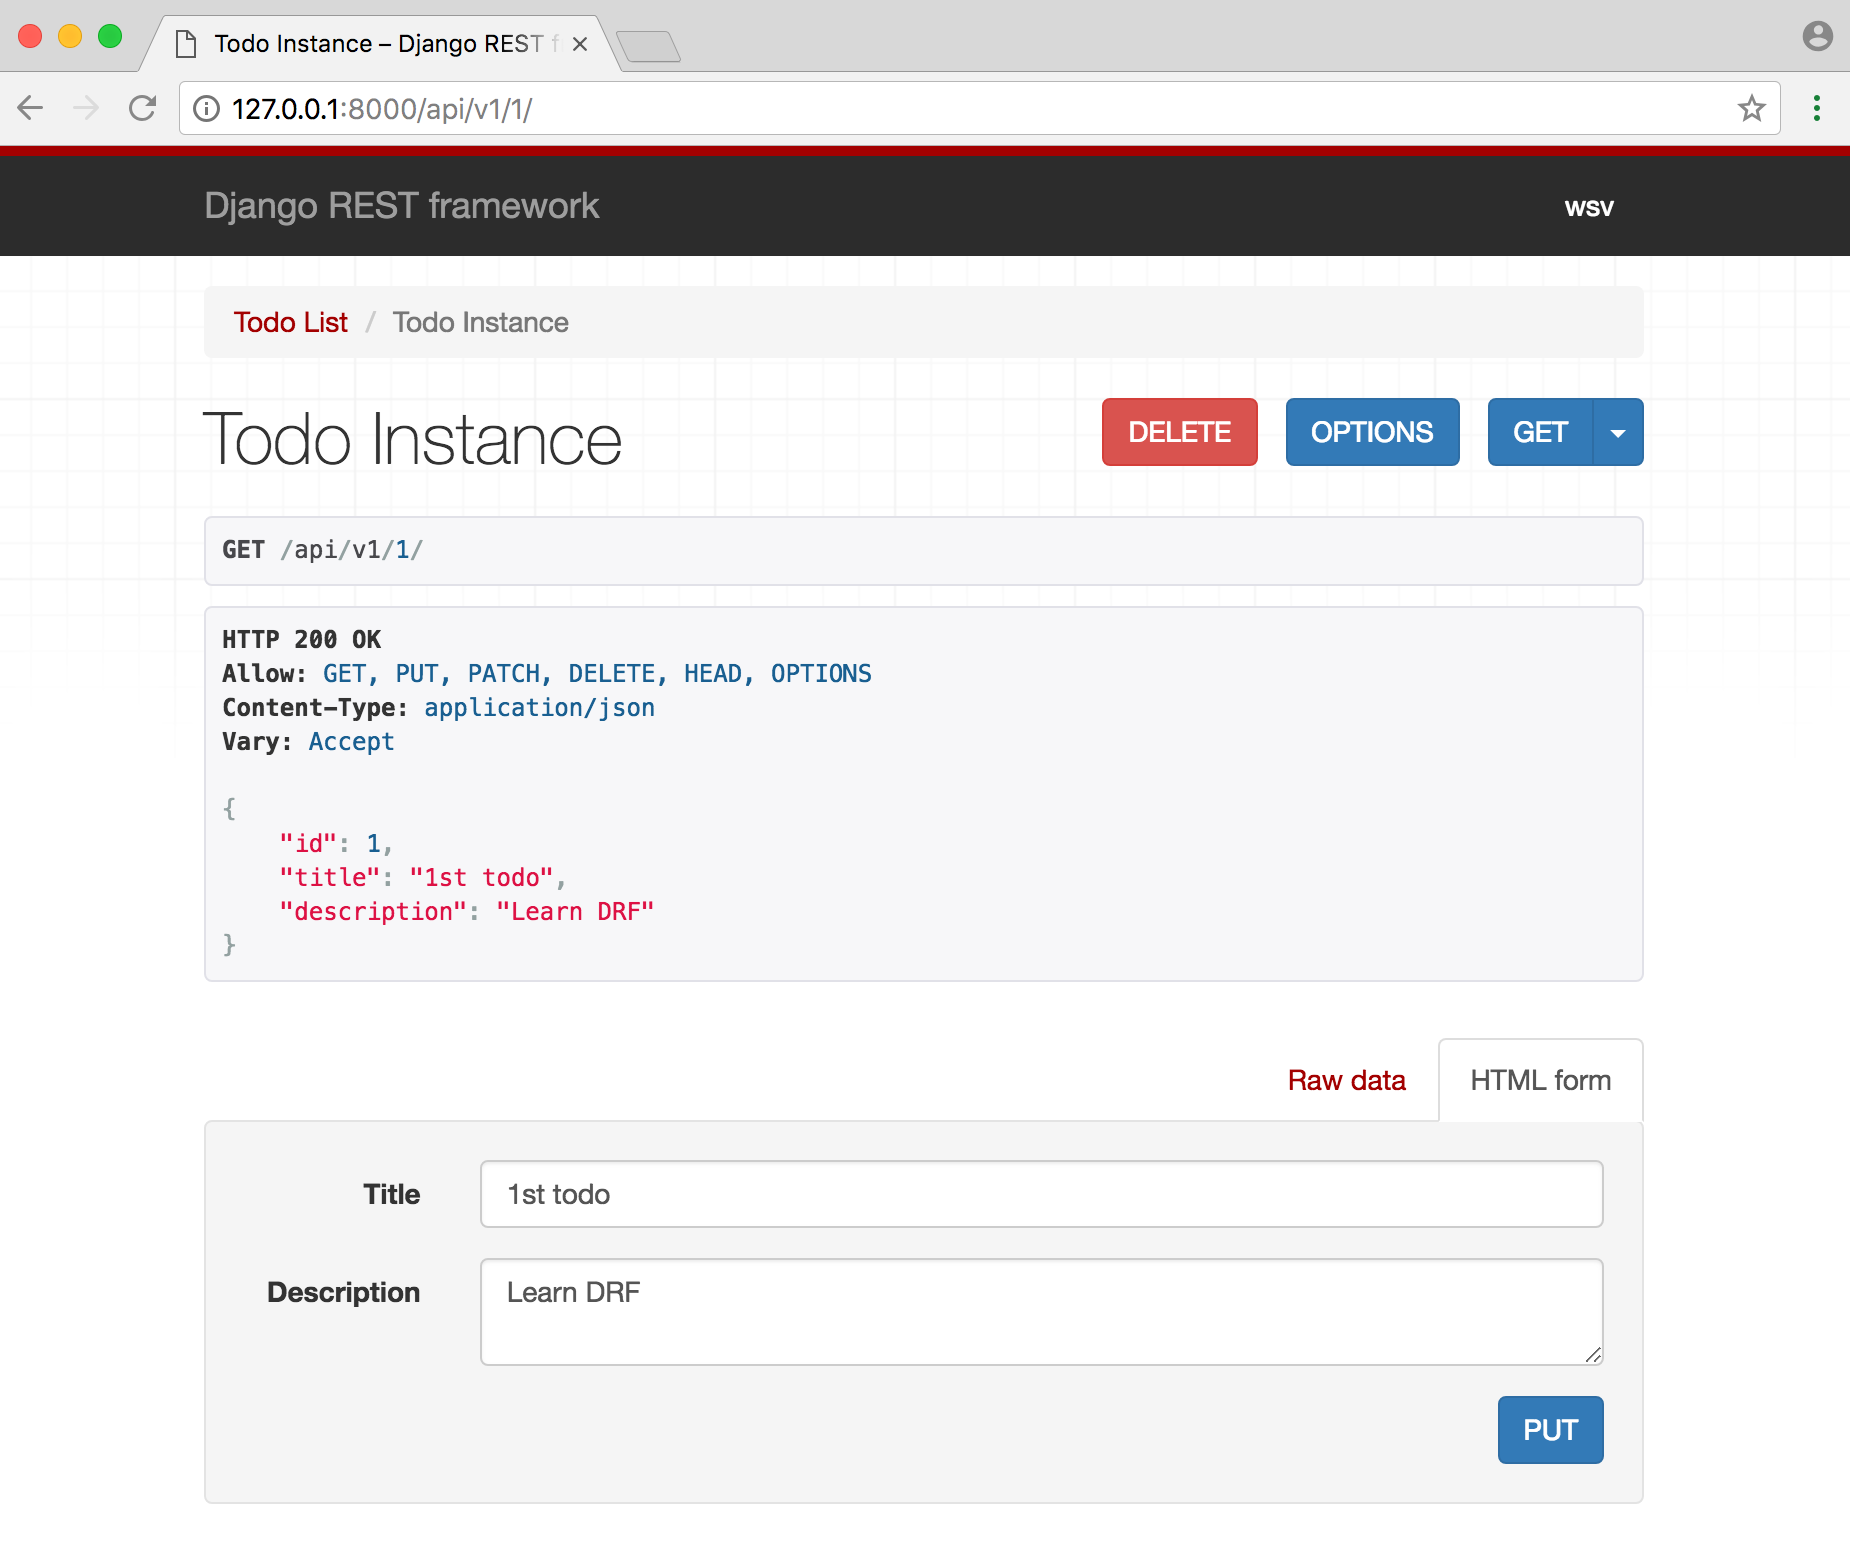 Todo Instance – Django REST f
127.0.0.1:8000/api/v1/1/
Django REST framework
wsv
Todo List / Todo Instance
Todo Instance
DELETE
OPTIONS
GET
GET /api/v1/1/
HTTP 200 OK
Allow: GET, PUT, PATCH, DELETE, HEAD, OPTIONS
Content-Type: application/json
Vary: Accept
{
    "id": 1,
    "title": "1st todo",
    "description": "Learn DRF"
}
Raw data
HTML form
Title
1st todo
Description
Learn DRF
PUT